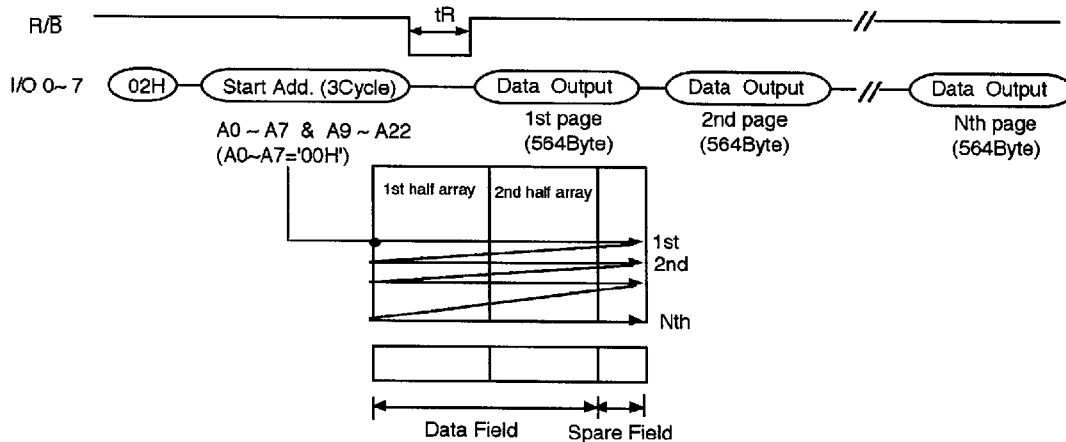 tR
R/B̅
I/O 0~ 7 02H Start Add. (3Cycle) Data Output Data Output Data Output
1st page 2nd page Nth page
(564Byte) (564Byte) (564Byte)
A0 ~ A7 & A9 ~ A22
(A0~A7='00H')
1st half array 2nd half array
1st
2nd
Nth
Data Field Spare Field